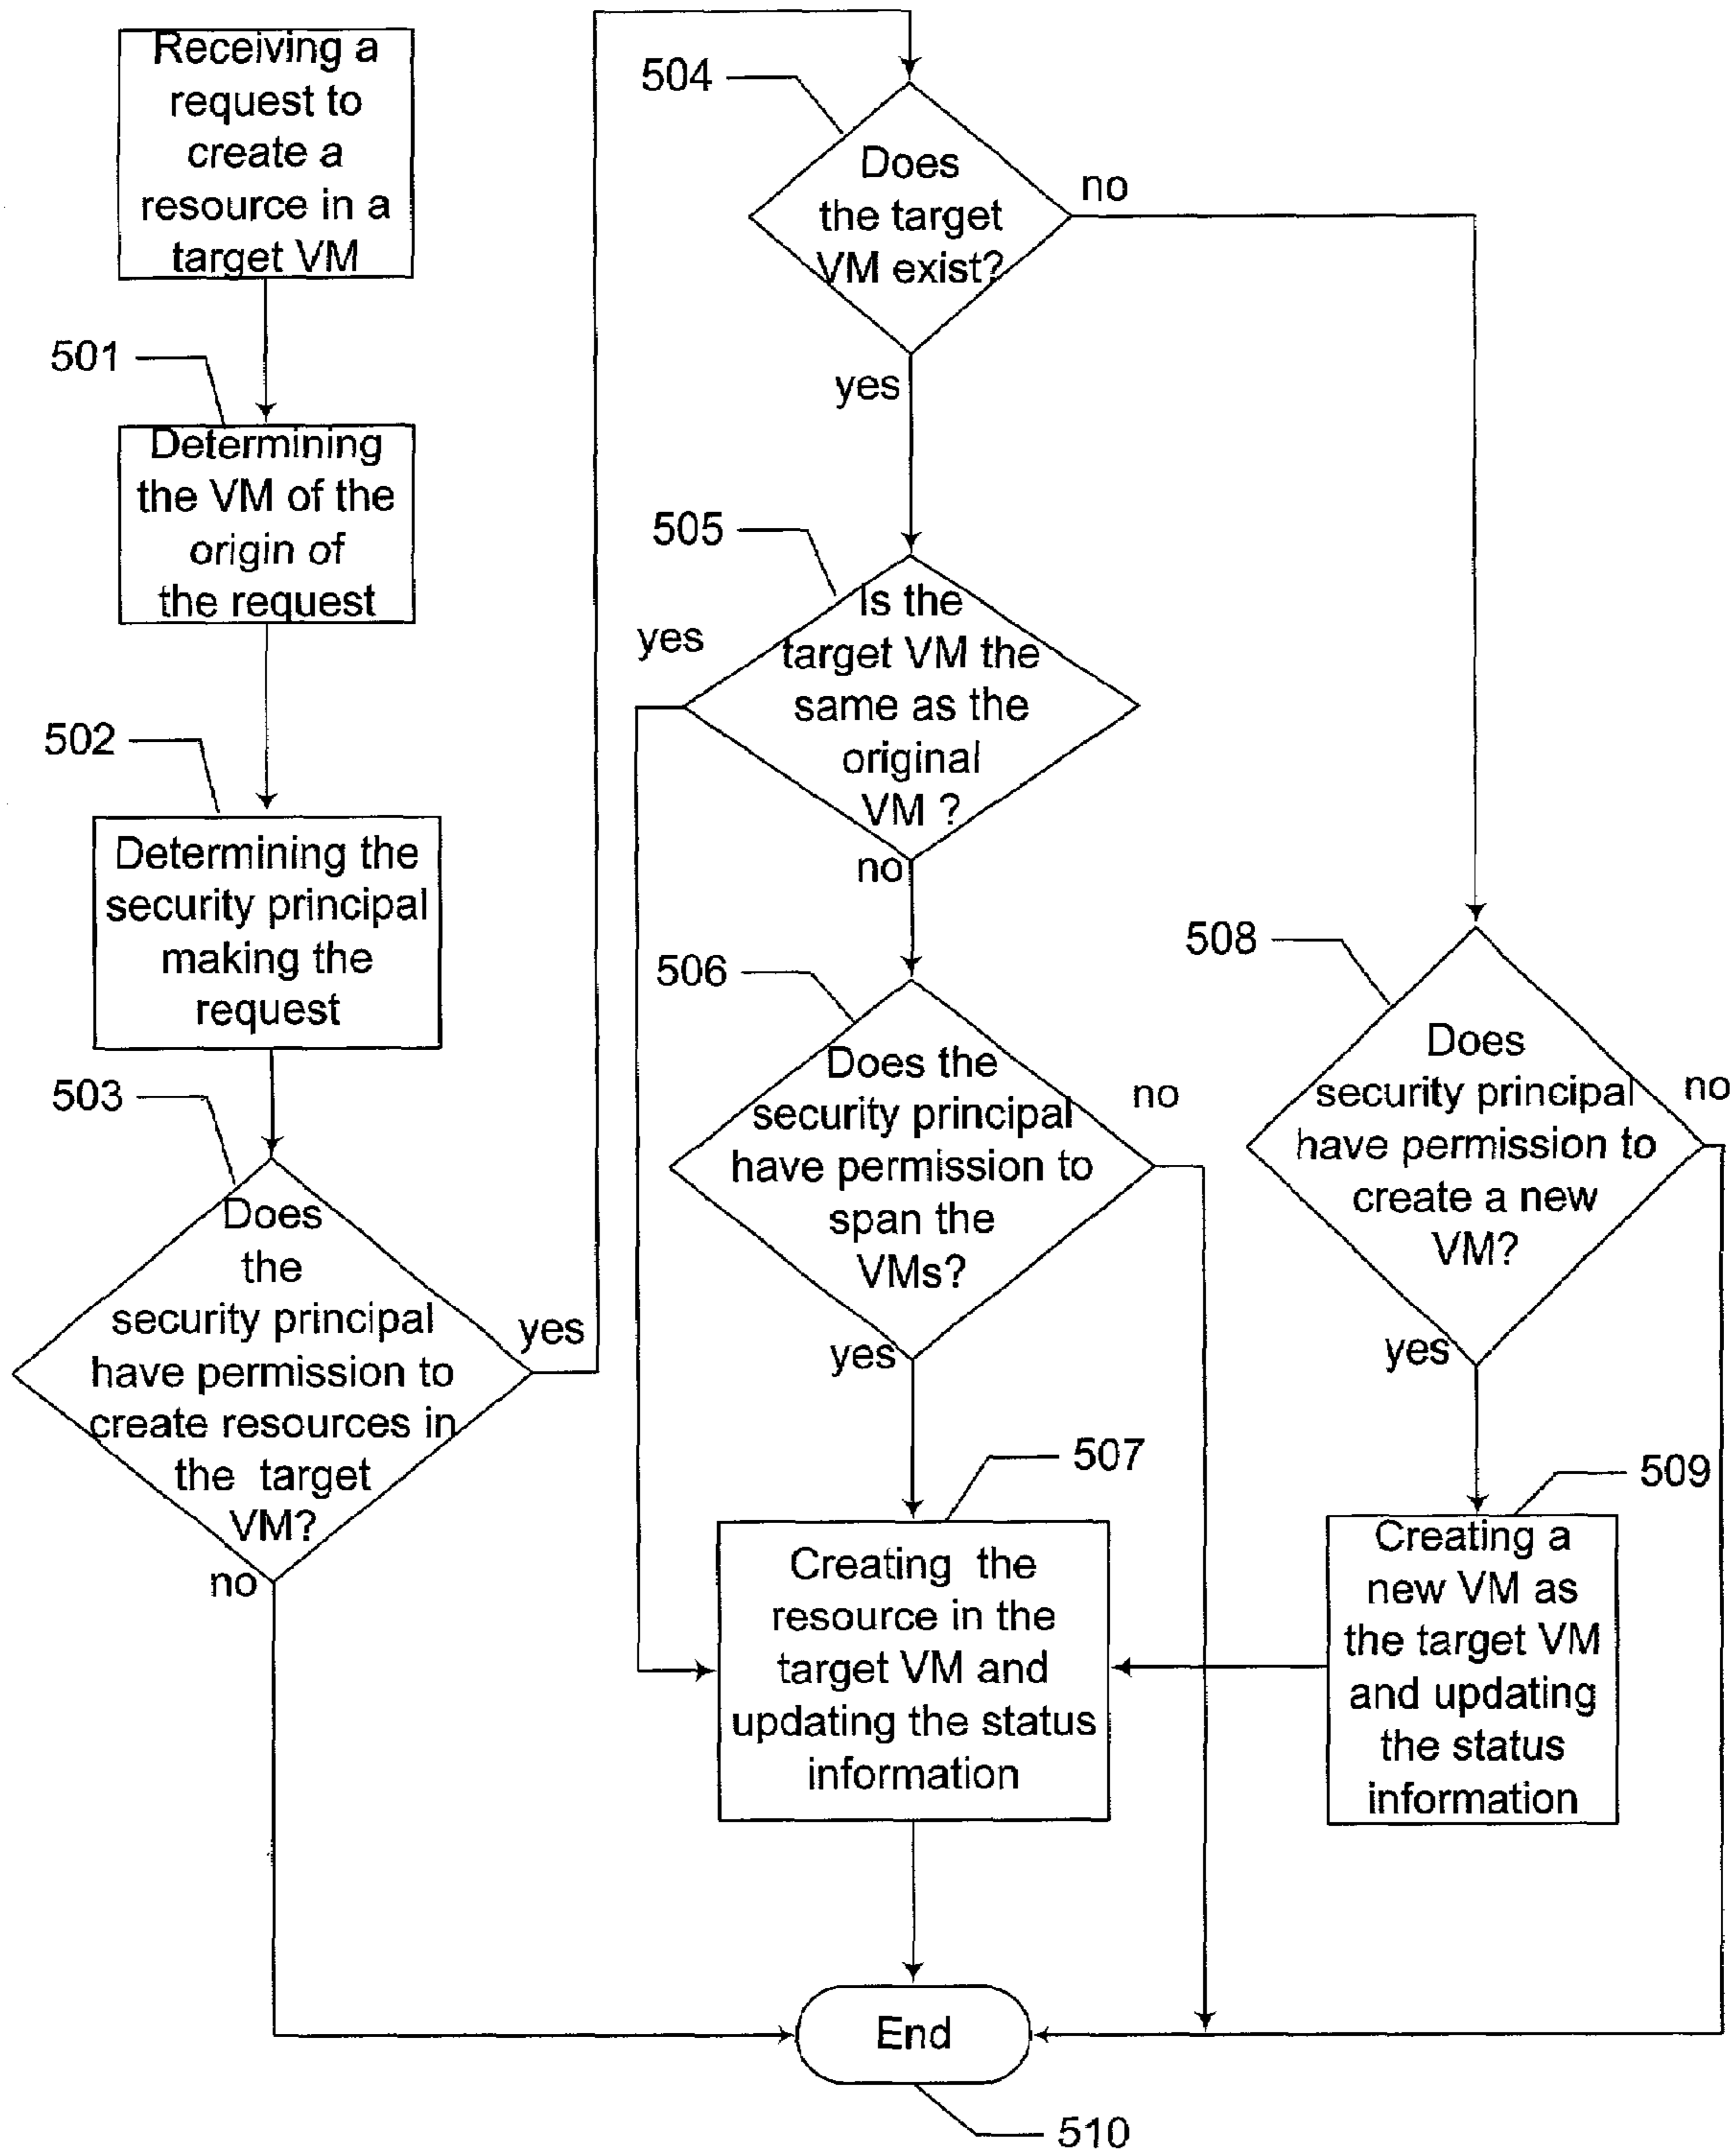 Receiving a
request to
create a
resource in a
target VM
501
Determining
the VM of the
origin of
the request
502
Determining the
security principal
making the
request
503
Does
the
security principal
have permission to
create resources in
the target
VM?
yes
no
504
Does
the target
VM exist?
no
yes
505
Is the
target VM the
same as the
original
VM ?
yes
no
506
Does the
security principal
have permission to
span the
VMs?
no
yes
507
Creating the
resource in the
target VM and
updating the status
information
508
Does
security principal
have permission to
create a new
VM?
no
yes
509
Creating a
new VM as
the target VM
and updating
the status
information
End
510